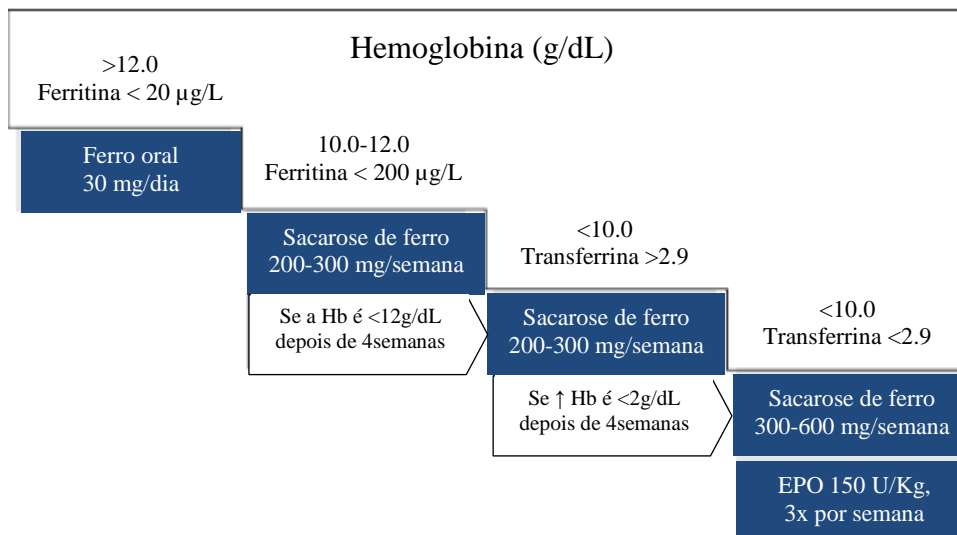 Hemoglobina (g/dL)
>12.0
Ferritina < 20 µg/L
Ferro oral
30 mg/dia
10.0-12.0
Ferritina < 200 µg/L
Sacarose de ferro
200-300 mg/semana
Se a Hb é <12g/dL
depois de 4semanas
<10.0
Transferrina >2.9
Sacarose de ferro
200-300 mg/semana
Se ↑ Hb é <2g/dL
depois de 4semanas
<10.0
Transferrina <2.9
Sacarose de ferro
300-600 mg/semana
EPO 150 U/Kg,
3x por semana